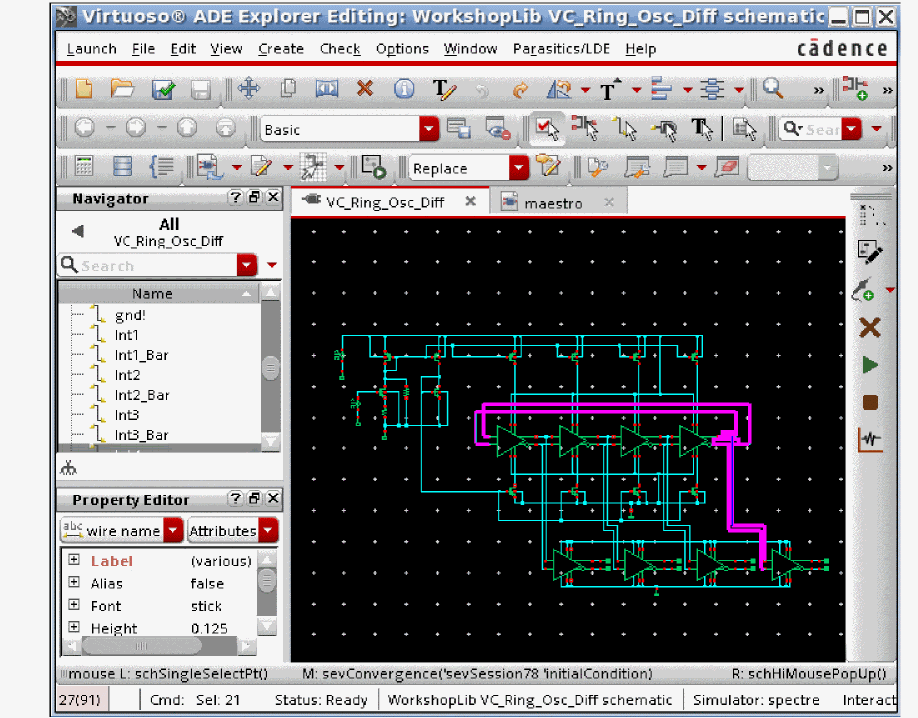 Virtuoso® ADE Explorer Editing: WorkshopLib VC_Ring_Osc_Diff schematic
Launch File Edit View Create Check Options Window Parasitics/LDE Help cādence
Basic
Sear
Replace
Navigator
VC_Ring_Osc_Diff
maestro
All
VC_Ring_Osc_Diff
Search
Name
gnd!
Int1
Int1_Bar
Int2
Int2_Bar
Int3
Int3_Bar
Property Editor
abc wire name Attributes
Label (various)
Alias false
Font stick
Height 0.125
mouse L: schSingleSelectPt() M: sevConvergence('sevSession78 'initialCondition) R: schHiMousePopUp()
27(91) Cmd: Sel: 21 Status: Ready WorkshopLib VC_Ring_Osc_Diff schematic Simulator: spectre Interact